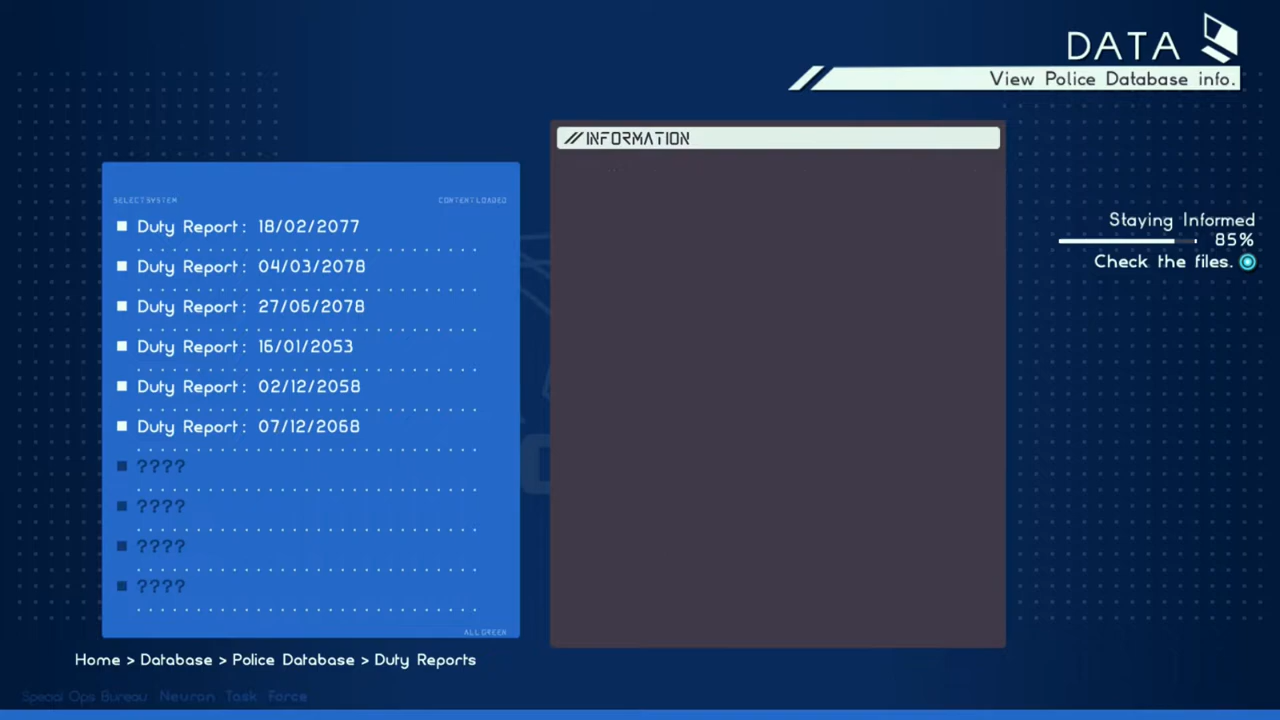 DATA
View Police Database info.
// INFORMATION
SELECT SYSTEM
CONTENT LOADED
Duty Report: 18/02/2077
Duty Report: 04/03/2078
Duty Report: 27/06/2078
Duty Report: 16/01/2053
Duty Report: 02/12/2058
Duty Report: 07/12/2068
????
????
????
????
ALL GREEN
Staying Informed
85%
Check the files.
Home > Database > Police Database > Duty Reports
Special Ops Bureau Neuron Task Force